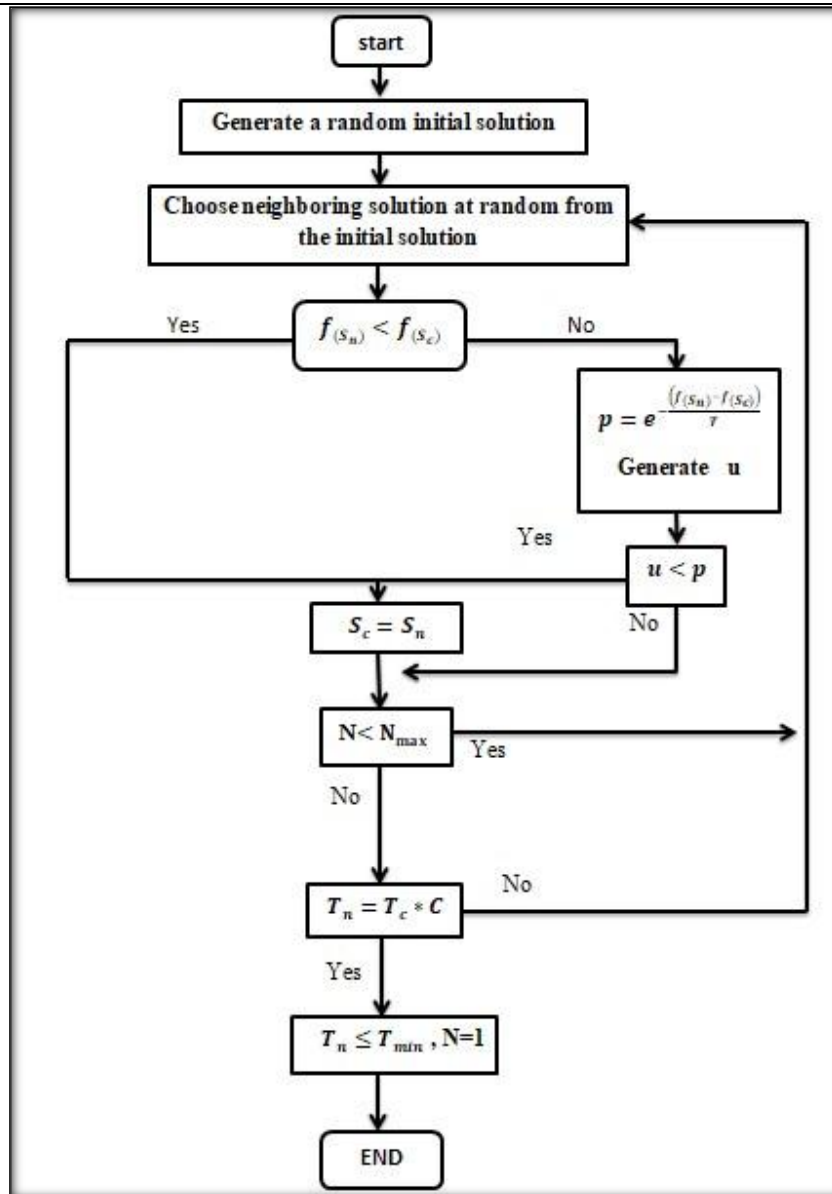 start
Generate a random initial solution
Choose neighboring solution at random from
the initial solution
Yes
f(Sn) < f(Sc)
No
p = e^-((f(Sn)-f(Sc))/T)
Generate u
Yes
u < p
Sc = Sn
No
N< Nmax
Yes
No
Tn = Tc * C
No
Yes
Tn ≤ Tmin , N=1
END